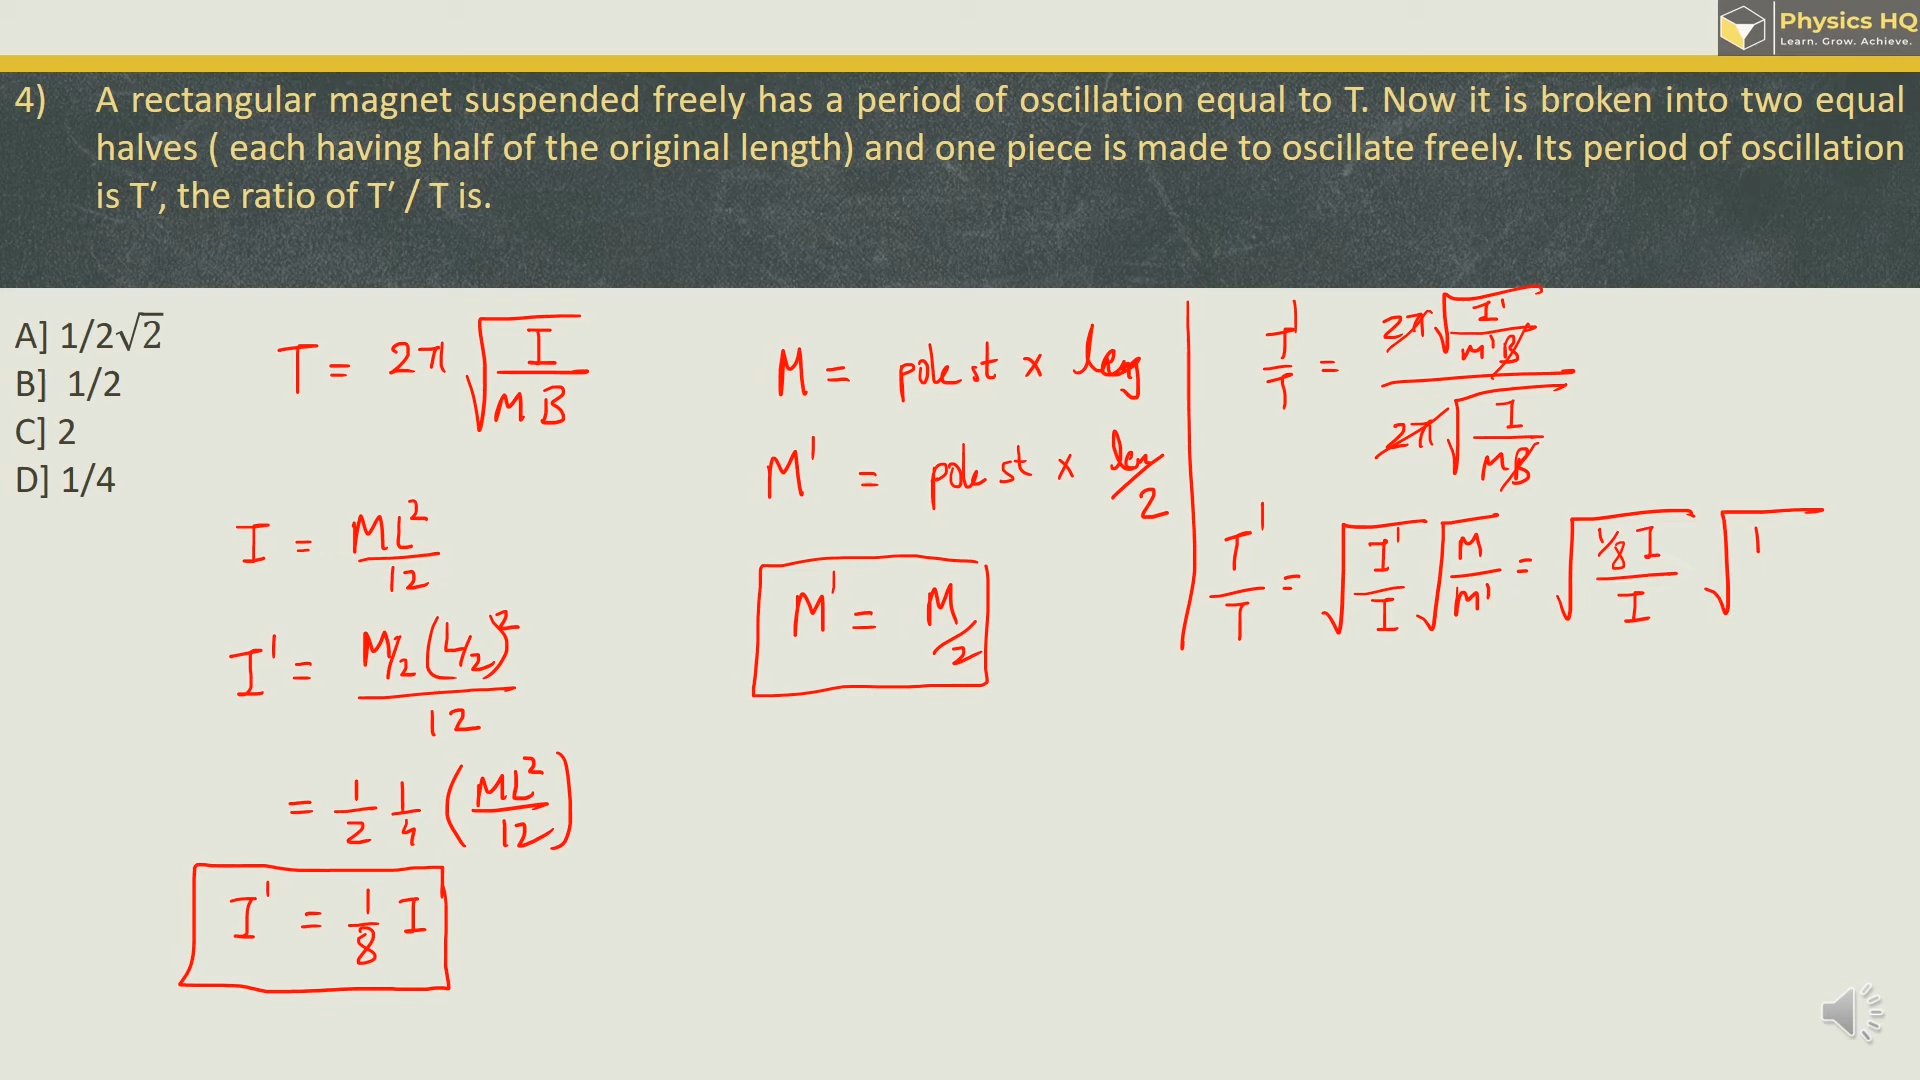 Physics HQ
Learn. Grow. Achieve.
4) A rectangular magnet suspended freely has a period of oscillation equal to T. Now it is broken into two equal
halves ( each having half of the original length) and one piece is made to oscillate freely. Its period of oscillation
is T′, the ratio of T′ / T is.
A] 1/2√2
B] 1/2
C] 2
D] 1/4
T = 2π √(I / MB)
I = ML² / 12
I' = M/2 (L/2)² / 12
= 1/2 1/4 (ML² / 12)
I' = 1/8 I
M = pole st x len
M' = pole st x len/2
M' = M/2
T'/T = 2π√(I' / M'B) / 2π√(I / MB)
T'/T = √(I'/I) √(M/M') = √(1/8 I / I) √1